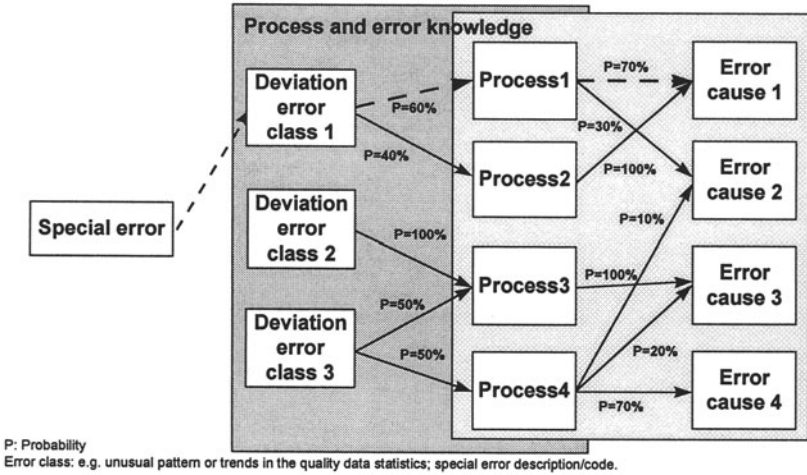 Process and error knowledge
Deviation
error
class 1
Process1
P=70%
Error
cause 1
P=60%
P=30%
P=40%
Process2
P=100%
Error
cause 2
Special error
Deviation
error
class 2
P=100%
P=10%
Process3
P=100%
Error
cause 3
P=50%
Deviation
error
class 3
P=50%
Process4
P=20%
P=70%
Error
cause 4
P: Probability
Error class: e.g. unusual pattern or trends in the quality data statistics; special error description/code.